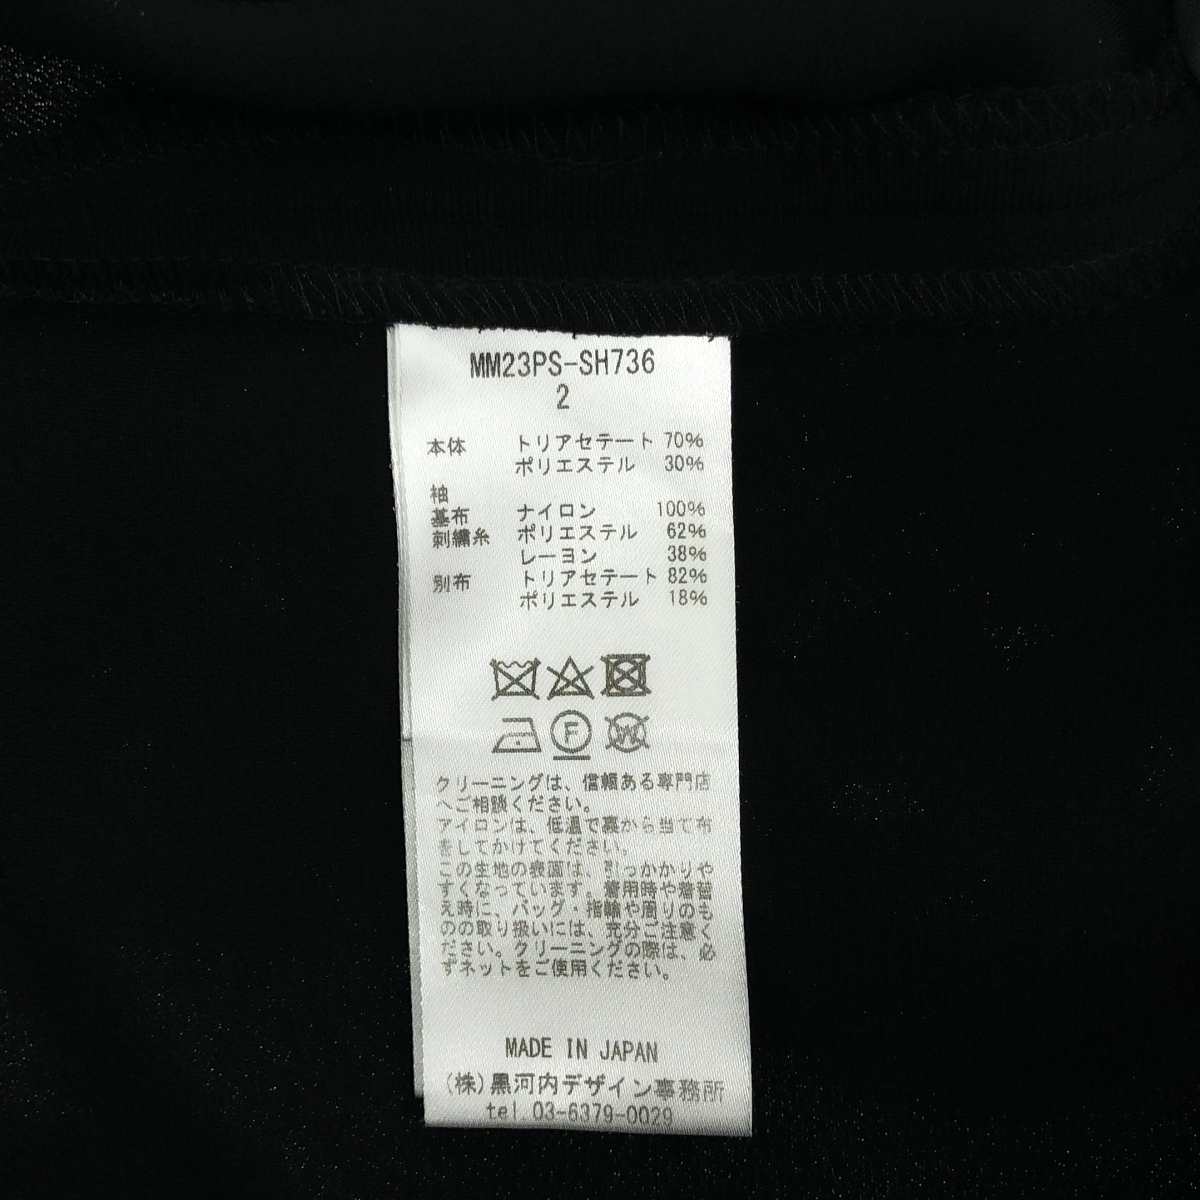 MM23PS-SH736
2
本体 トリアセテート 70%
ポリエステル 30%
袖
基布 ナイロン 100%
刺繍糸 ポリエステル 62%
レーヨン 38%
別布 トリアセテート 82%
ポリエステル 18%
F
W
クリーニングは、信頼ある専門店
へご相談ください。
アイロンは、低温で裏から当て布
をしてかけてください。
この生地の表面は、引っかかりや
すくなっています。着用時や着替
え時に、バッグ・指輪や周りのも
のの取り扱いには、充分ご注意く
ださい。クリーニングの際は、必
ずネットをご使用ください。
MADE IN JAPAN
(株)黒河内デザイン事務所
tel.03-6379-0029